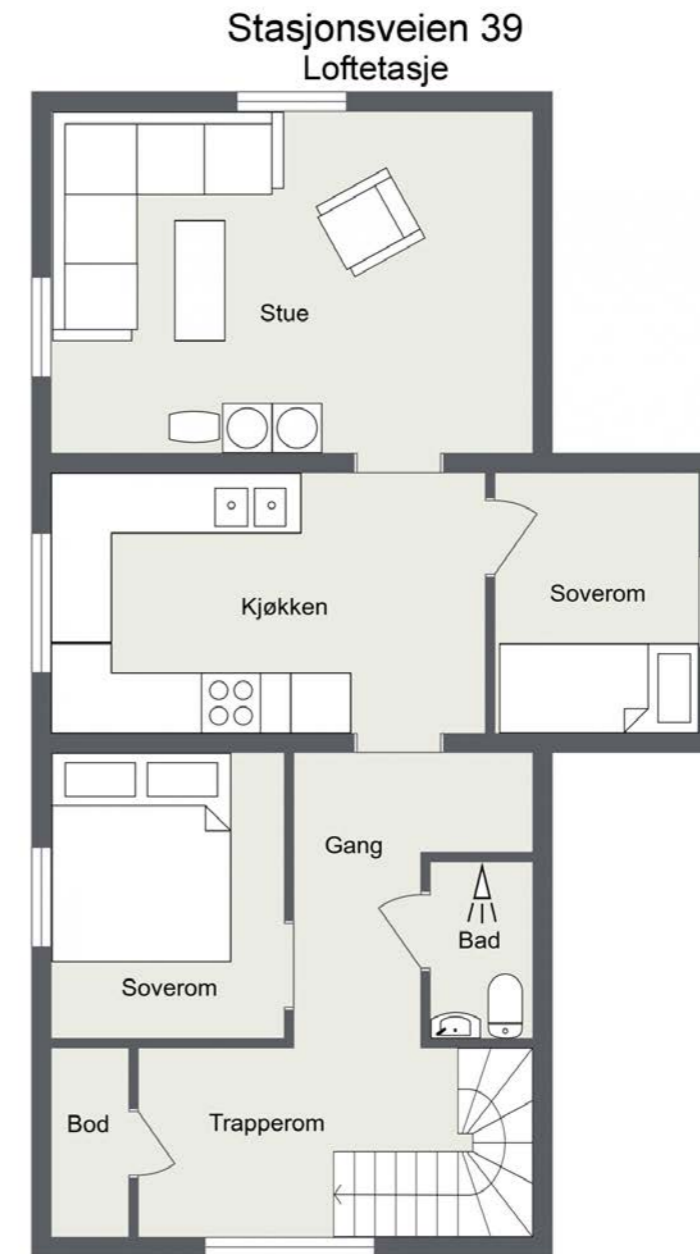 Stasjonsveien 39
Loftetasje
Stue
Kjøkken
Soverom
Gang
Bad
Soverom
Bod
Trapperom